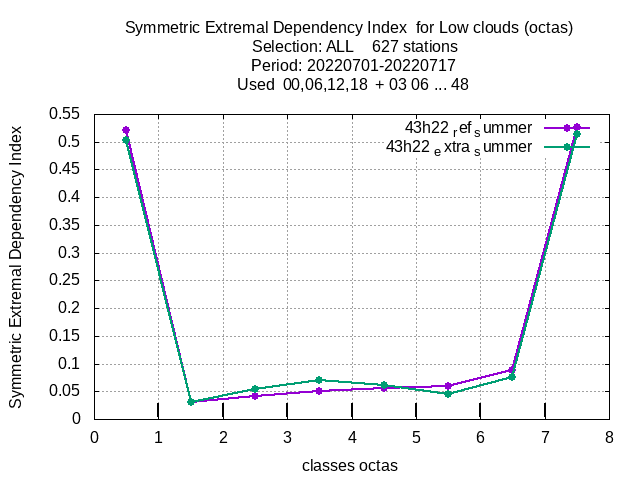 Symmetric Extremal Dependency Index  for Low clouds (octas)
Selection: ALL    627 stations
Period: 20220701-20220717
Used  00,06,12,18  + 03 06 ... 48
43h22 ref summer
43h22 extra summer
Symmetric Extremal Dependency Index
0.55
0.5
0.45
0.4
0.35
0.3
0.25
0.2
0.15
0.1
0.05
0
0 1 2 3 4 5 6 7 8
classes octas